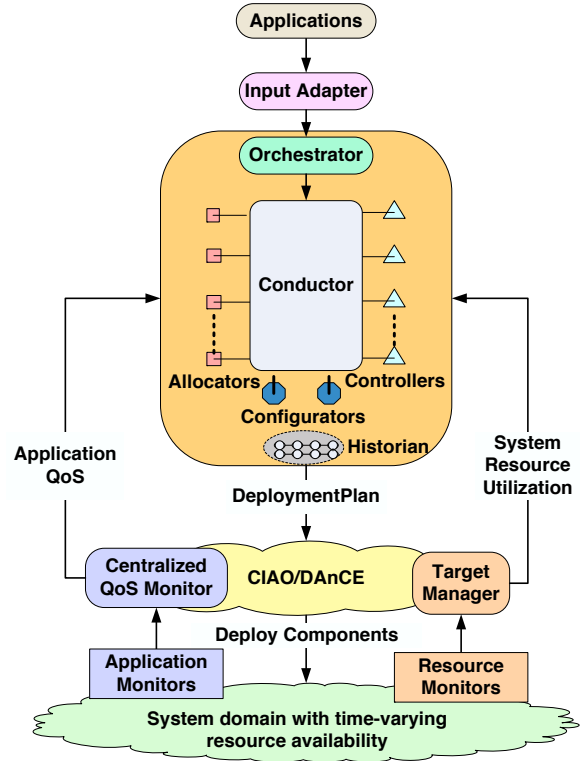 Applications
Input Adapter
Orchestrator
Conductor
Allocators
Controllers
Configurators
Historian
Application
QoS
System
Resource
Utilization
DeploymentPlan
Centralized
QoS Monitor
CIAO/DAnCE
Target
Manager
Deploy Components
Application
Monitors
Resource
Monitors
System domain with time-varying
resource availability